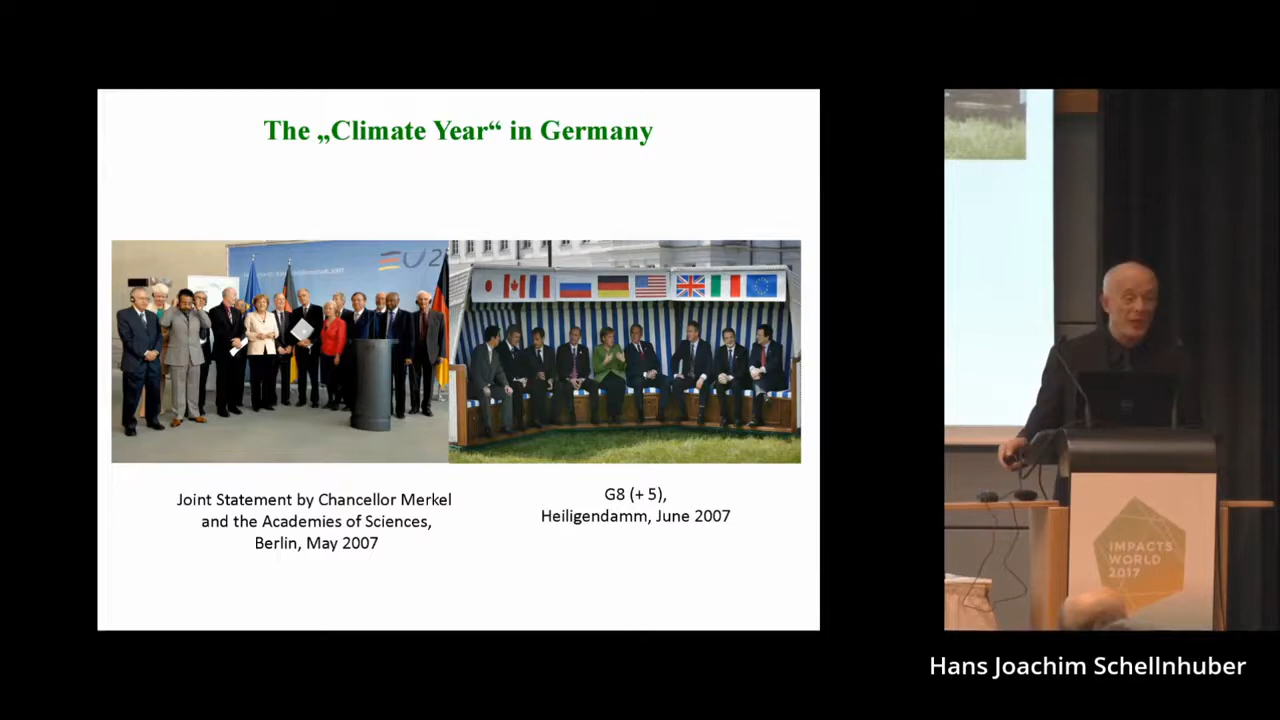 The „Climate Year“ in Germany
EU2
Joint Statement by Chancellor Merkel
and the Academies of Sciences,
Berlin, May 2007
G8 (+ 5),
Heiligendamm, June 2007
IMPACTS
WORLD
2017
Hans Joachim Schellnhuber